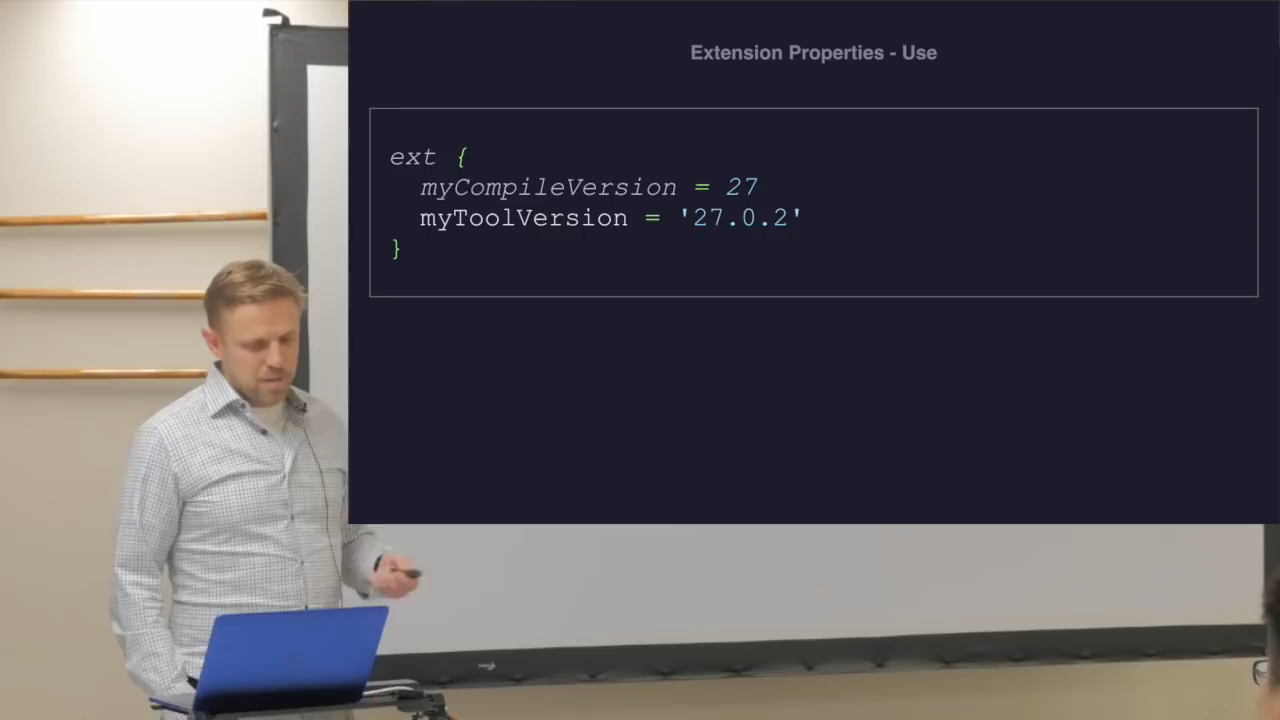 Extension Properties - Use
ext {
myCompileVersion = 27
myToolVersion = '27.0.2'
}